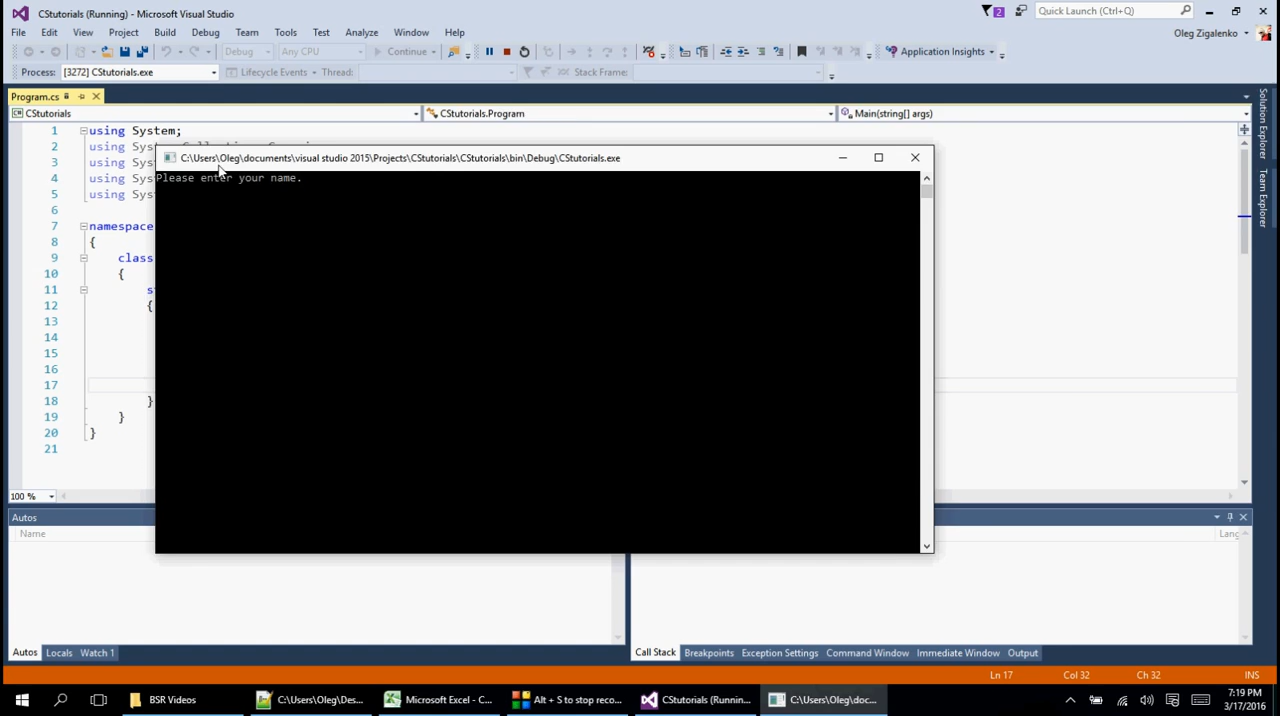 CStutorials (Running) - Microsoft Visual Studio
2
Quick Launch (Ctrl+Q)
File Edit View Project Build Debug Team Tools Test Analyze Window Help
Oleg Zigalenko
Debug Any CPU Continue Application Insights
Process: [3272] CStutorials.exe Lifecycle Events Thread: Stack Frame:
Program.cs
CStutorials CStutorials.Program Main(string[] args)
Solution Explorer
Team Explorer
1 using System;
2 using
3 using
4 using
5 using
6
7 namespace
8 {
9 class
10 {
11
12 {
13
14
15
16
17
18 }
19 }
20 }
21
C:\Users\Oleg\documents\visual studio 2015\Projects\CStutorials\CStutorials\bin\Debug\CStutorials.exe
Please enter your name.
100 %
Autos
Name
Autos Locals Watch 1
Call Stack Breakpoints Exception Settings Command Window Immediate Window Output
Ln 17 Col 32 Ch 32 INS
BSR Videos C:\Users\Oleg\Des... Microsoft Excel - C... Alt + S to stop reco... CStutorials (Runnin... C:\Users\Oleg\doc...
7:19 PM
3/17/2016